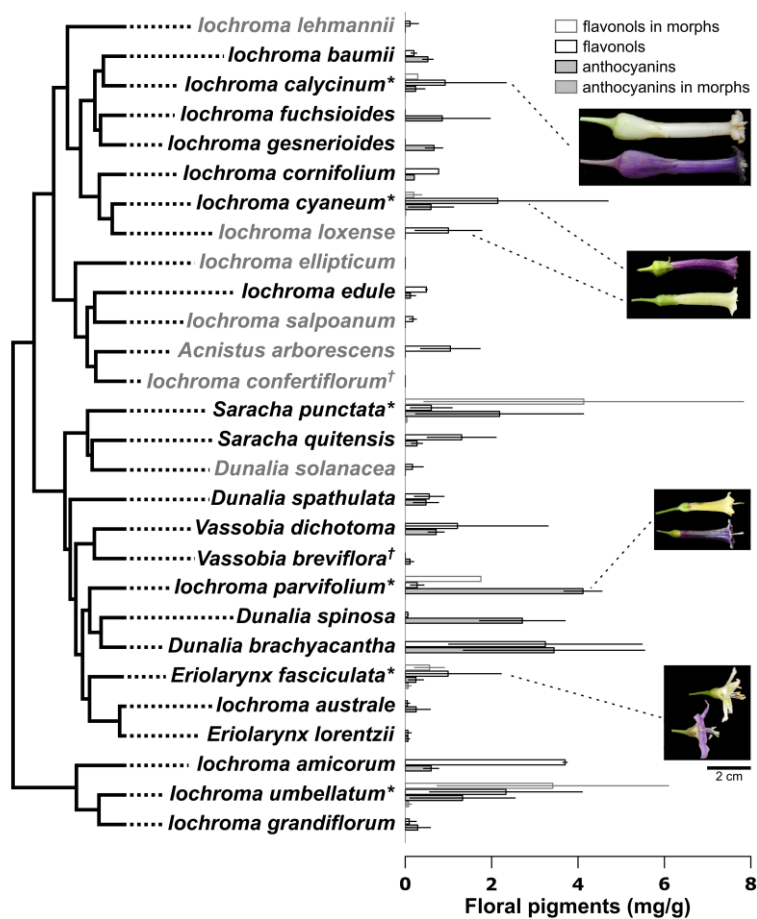 flavonols in morphs
flavonols
anthocyanins
anthocyanins in morphs
Iochroma lehmannii
Iochroma baumii
Iochroma calycinum*
Iochroma fuchsioides
Iochroma gesnerioides
Iochroma cornifolium
Iochroma cyaneum*
Iochroma loxense
Iochroma ellipticum
Iochroma edule
Iochroma salpoanum
Acnistus arborescens
Iochroma confertiflorum†
Saracha punctata*
Saracha quitensis
Dunalia solanacea
Dunalia spathulata
Vassobia dichotoma
Vassobia breviflora†
Iochroma parvifolium*
Dunalia spinosa
Dunalia brachyacantha
Eriolarynx fasciculata*
Iochroma australe
Eriolarynx lorentzii
Iochroma amicorum
Iochroma umbellatum*
Iochroma grandiflorum
2 cm
0 2 4 6 8
Floral pigments (mg/g)